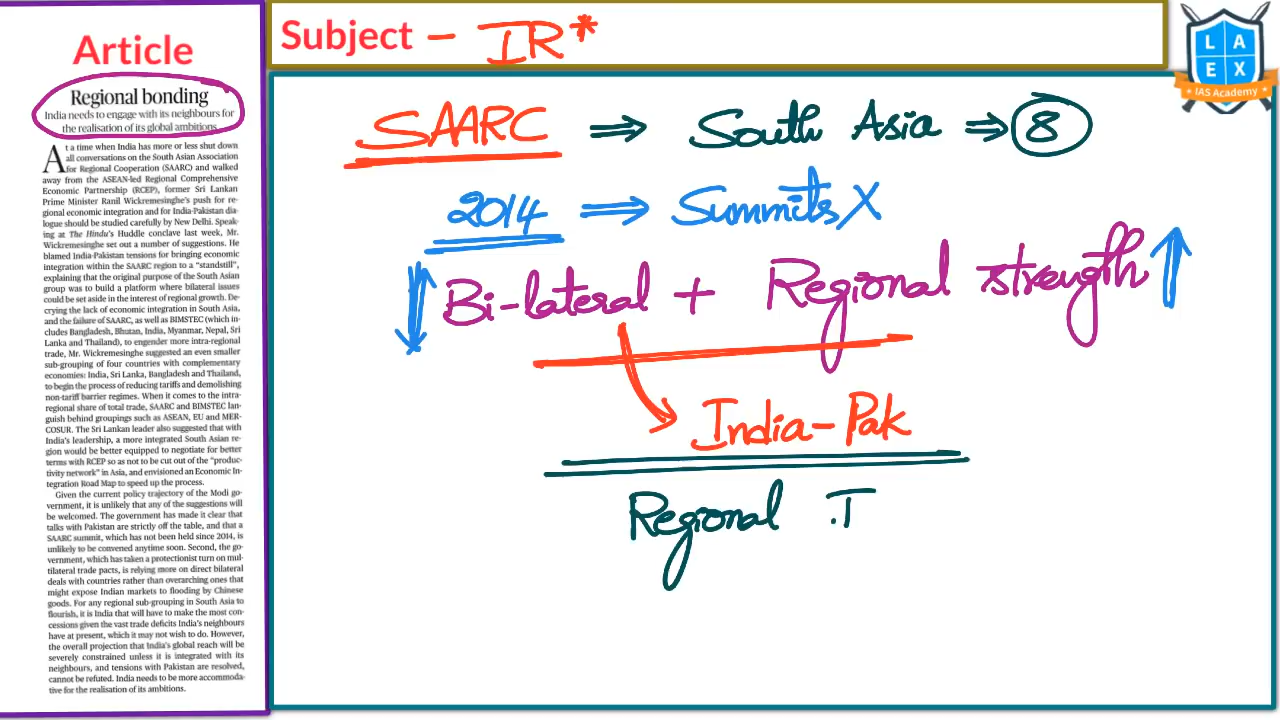 Article
Regional bonding
India needs to engage with its neighbours for
the realisation of its global ambitions
At a time when India has more or less shut down
all conversations on the South Asian Association
for Regional Cooperation (SAARC) and walked
away from the ASEAN-led Regional Comprehensive
Economic Partnership (RCEP), former Sri Lankan
Prime Minister Ranil Wickremesinghe's push for re-
gional economic integration and for India-Pakistan dia-
logue should be studied carefully by New Delhi. Speak-
ing at The Hindu's Huddle conclave last week, Mr.
Wickremesinghe set out a number of suggestions. He
blamed India-Pakistan tensions for bringing economic
integration within the SAARC region to a "standstill",
explaining that the original purpose of the South Asian
group was to build a platform where bilateral issues
could be set aside in the interest of regional growth. De-
crying the lack of economic integration in South Asia,
and the failure of SAARC, as well as BIMSTEC (which in-
cludes Bangladesh, Bhutan, India, Myanmar, Nepal, Sri
Lanka and Thailand), to engender more intra-regional
trade, Mr. Wickremesinghe suggested an even smaller
sub-grouping of four countries with complementary
economies: India, Sri Lanka, Bangladesh and Thailand,
to begin the process of reducing tariffs and demolishing
non-tariff barrier regimes. When it comes to the intra-
regional share of total trade, SAARC and BIMSTEC lan-
guish behind groupings such as ASEAN, EU and MER-
COSUR. The Sri Lankan leader also suggested that with
India's leadership, a more integrated South Asian re-
gion would be better equipped to negotiate for better
terms with RCEP so as not to be cut out of the "produc-
tivity network" in Asia, and envisioned an Economic In-
tegration Road Map to speed up the process.
Given the current policy trajectory of the Modi go-
vernment, it is unlikely that any of the suggestions will
be welcomed. The government has made it clear that
talks with Pakistan are strictly off the table, and that a
SAARC summit, which has not been held since 2014, is
unlikely to be convened anytime soon. Second, the go-
vernment, which has taken a protectionist turn on mul-
tilateral trade pacts, is relying more on direct bilateral
deals with countries rather than overarching ones that
might expose Indian markets to flooding by Chinese
goods. For any regional sub-grouping in South Asia to
flourish, it is India that will have to make the most con-
cessions given the vast trade deficits India's neighbours
have at present, which it may not wish to do. However,
the overall projection that India's global reach will be
severely constrained unless it is integrated with its
neighbours, and tensions with Pakistan are resolved,
cannot be refuted. India needs to be more accommoda-
tive for the realisation of its ambitions.
Subject - IR*
SAARC ⇒ South Asia ⇒ 8
2014 ⇒ Summits X
Bi-lateral + Regional strength ↑
India-Pak
Regional .I
L A
E X
IAS Academy